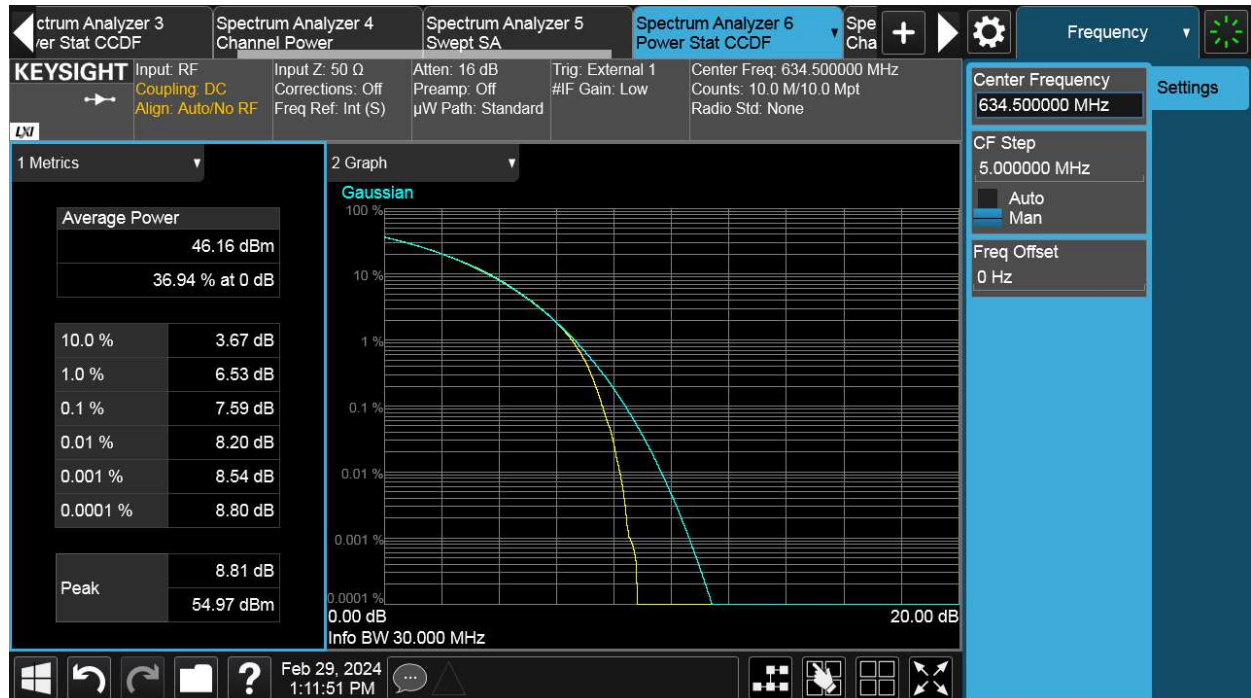 ctrum Analyzer 3
ver Stat CCDF
Spectrum Analyzer 4
Channel Power
Spectrum Analyzer 5
Swept SA
Spectrum Analyzer 6
Power Stat CCDF
Spe
Cha
Frequency
KEYSIGHT
LXI
Input: RF
Coupling: DC
Align: Auto/No RF
Input Z: 50 Ω
Corrections: Off
Freq Ref: Int (S)
Atten: 16 dB
Preamp: Off
µW Path: Standard
Trig: External 1
#IF Gain: Low
Center Freq: 634.500000 MHz
Counts: 10.0 M/10.0 Mpt
Radio Std: None
Center Frequency
634.500000 MHz
Settings
CF Step
5.000000 MHz
Auto
Man
Freq Offset
0 Hz
1 Metrics
Average Power
46.16 dBm
36.94 % at 0 dB
10.0 % 3.67 dB
1.0 % 6.53 dB
0.1 % 7.59 dB
0.01 % 8.20 dB
0.001 % 8.54 dB
0.0001 % 8.80 dB
Peak
8.81 dB
54.97 dBm
2 Graph
Gaussian
100 %
10 %
1 %
0.1 %
0.01 %
0.001 %
0.0001 %
0.00 dB 20.00 dB
Info BW 30.000 MHz
?
Feb 29, 2024
1:11:51 PM